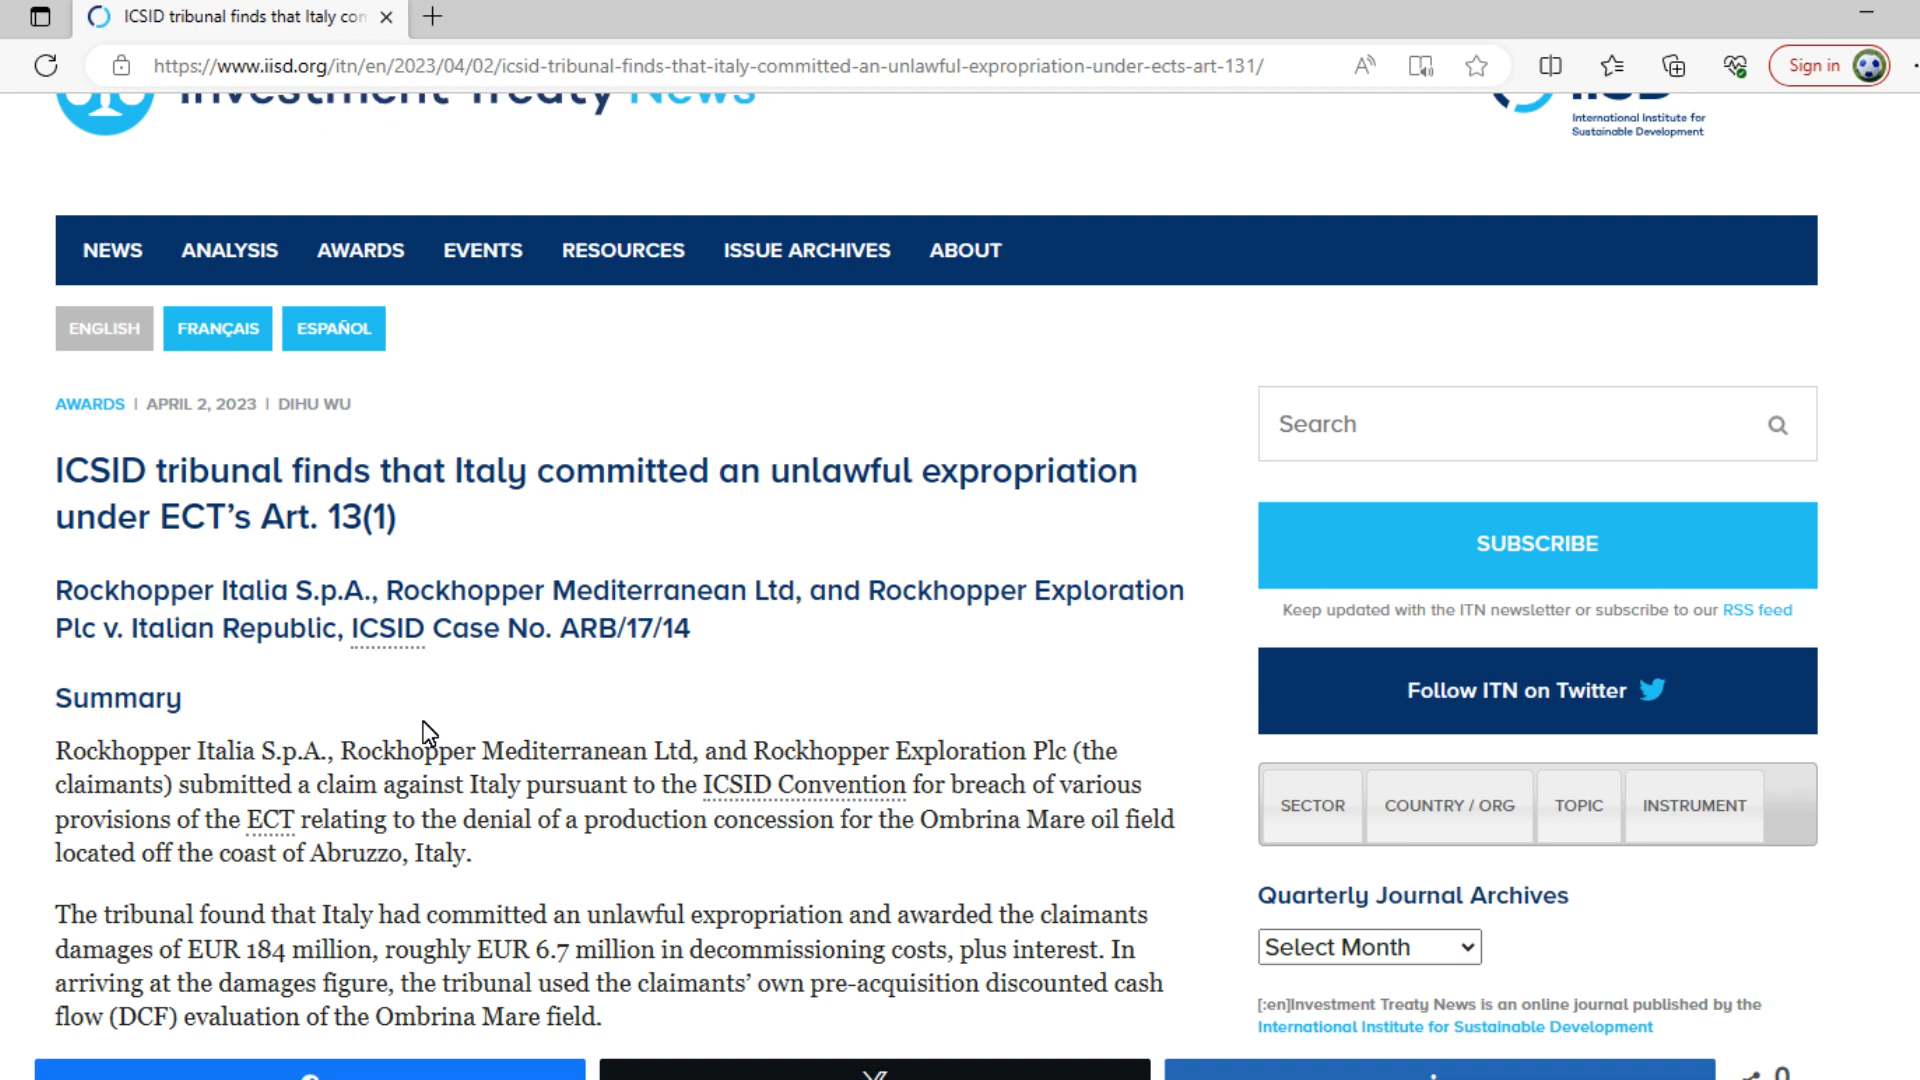 ICSID tribunal finds that Italy con
https://www.iisd.org/itn/en/2023/04/02/icsid-tribunal-finds-that-italy-committed-an-unlawful-expropriation-under-ects-art-131/
Sign in
Investment Treaty News
IISD
International Institute for
Sustainable Development
NEWS ANALYSIS AWARDS EVENTS RESOURCES ISSUE ARCHIVES ABOUT
ENGLISH FRANÇAIS ESPAÑOL
AWARDS | APRIL 2, 2023 | DIHU WU
ICSID tribunal finds that Italy committed an unlawful expropriation
under ECT’s Art. 13(1)
Rockhopper Italia S.p.A., Rockhopper Mediterranean Ltd, and Rockhopper Exploration
Plc v. Italian Republic, ICSID Case No. ARB/17/14
Summary
Rockhopper Italia S.p.A., Rockhopper Mediterranean Ltd, and Rockhopper Exploration Plc (the
claimants) submitted a claim against Italy pursuant to the ICSID Convention for breach of various
provisions of the ECT relating to the denial of a production concession for the Ombrina Mare oil field
located off the coast of Abruzzo, Italy.
The tribunal found that Italy had committed an unlawful expropriation and awarded the claimants
damages of EUR 184 million, roughly EUR 6.7 million in decommissioning costs, plus interest. In
arriving at the damages figure, the tribunal used the claimants’ own pre-acquisition discounted cash
flow (DCF) evaluation of the Ombrina Mare field.
Search
SUBSCRIBE
Keep updated with the ITN newsletter or subscribe to our RSS feed
Follow ITN on Twitter
SECTOR COUNTRY / ORG TOPIC INSTRUMENT
Quarterly Journal Archives
Select Month
[:en]Investment Treaty News is an online journal published by the
International Institute for Sustainable Development
0